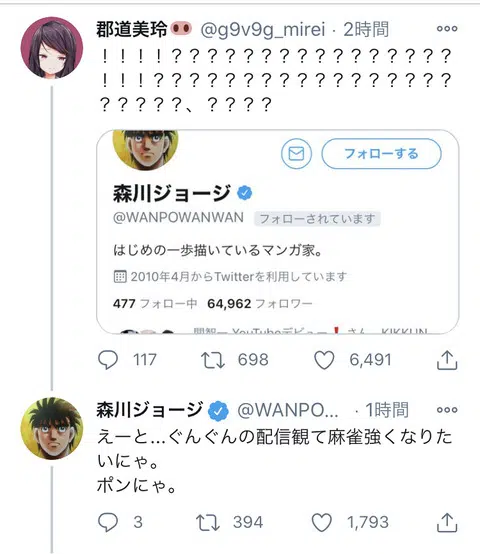 郡道美玲🐽 @g9v9g_mirei · 2時間
！！！！？？？？？？？？？？？？？？？？
！！！？？？？？？？？？？？？？？？？？
？？？？？、？？？？
フォローする
森川ジョージ
@WANPOWANWAN フォローされています
はじめの一歩描いているマンガ家。
2010年4月からTwitterを利用しています
477 フォロー中 64,962 フォロワー
117 698 6,491
森川ジョージ @WANPO... · 1時間
えーと...ぐんぐんの配信観て麻雀強くなりた
いにゃ。
ポンにゃ。
3 394 1,793